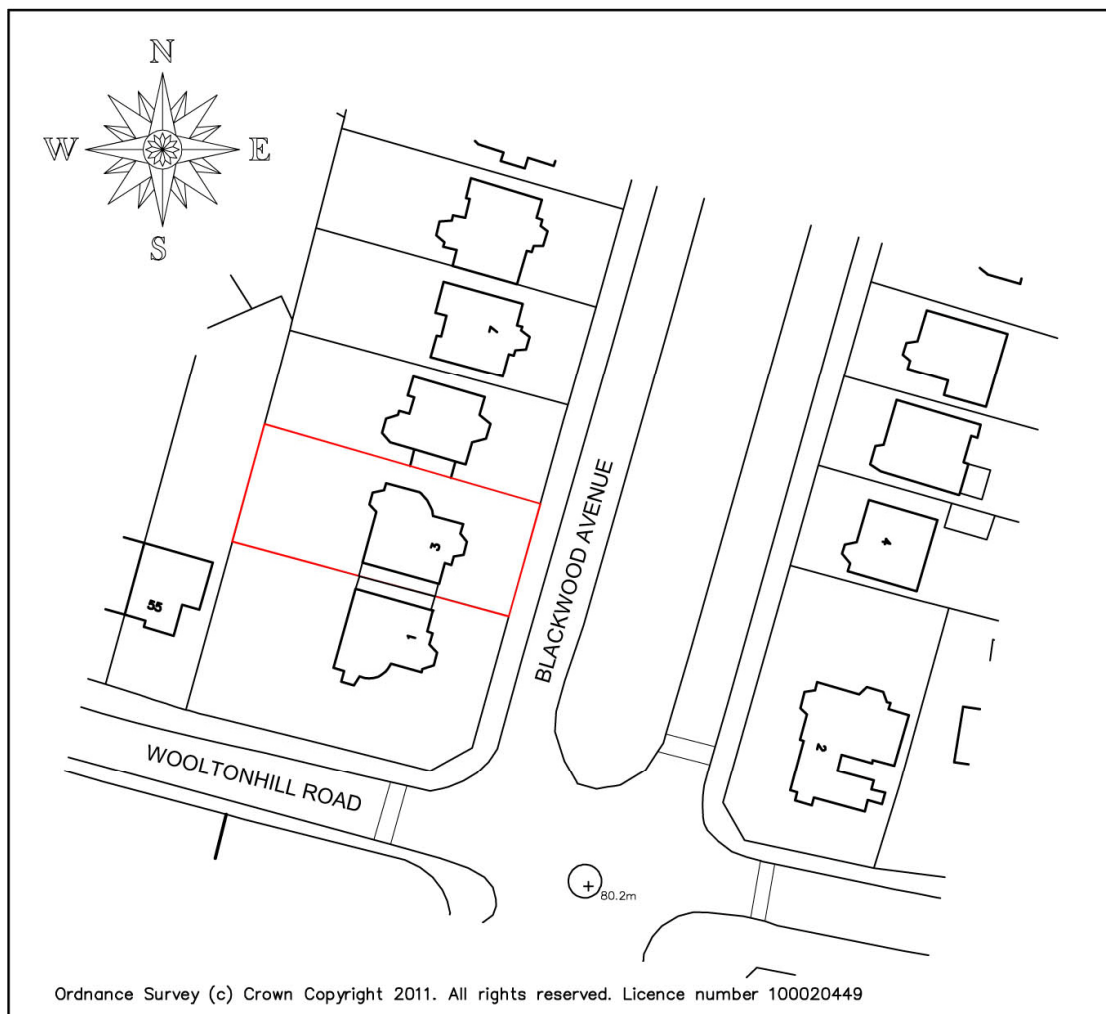 N
W
E
S
7
3
1
4
2
55
BLACKWOOD AVENUE
WOOLTONHILL ROAD
80.2m
Ordnance Survey (c) Crown Copyright 2011. All rights reserved. Licence number 100020449